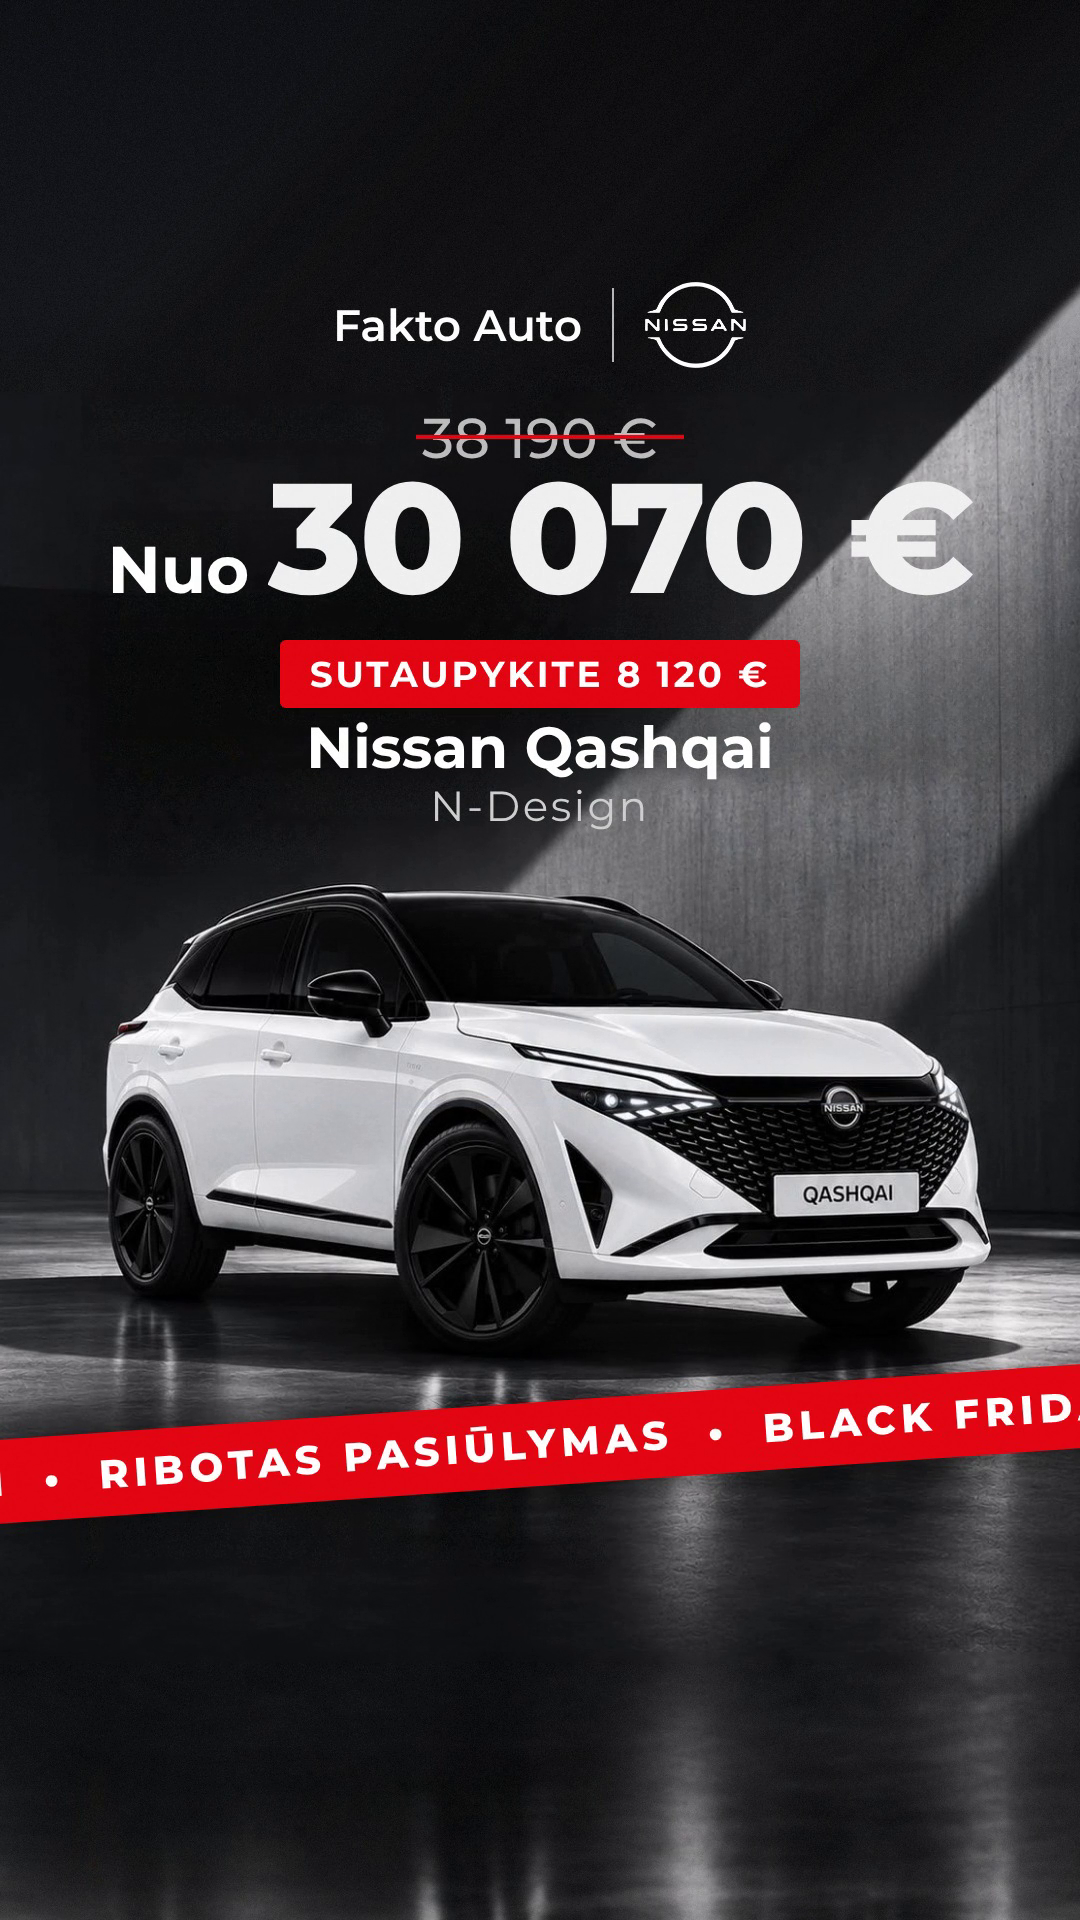 Fakto Auto
NISSAN
38 190 €
Nuo 30 070 €
SUTAUPYKITE 8 120 €
Nissan Qashqai
N-Design
NISSAN
QASHQAI
• RIBOTAS PASIŪLYMAS • BLACK